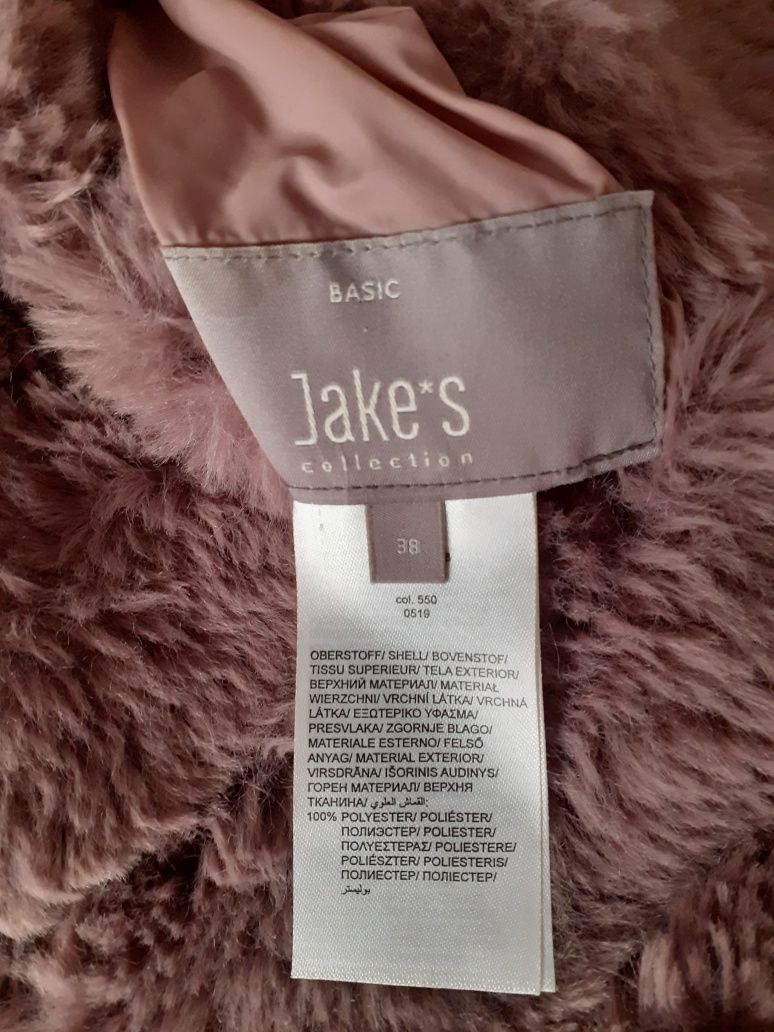 BASIC
Jake*s
collection
38
col. 550
0519
OBERSTOFF/ SHELL/ BOVENSTOF/
TISSU SUPERIEUR/ TELA EXTERIOR/
ВЕРХНИЙ МАТЕРИАЛ/ MATERIAŁ
WIERZCHNI/ VRCHNÍ LÁTKA/ VRCHNÁ
LÁTKA/ ΕΞΩΤΕΡΙΚΟ ΥΦΑΣΜΑ/
PRESVLAKA/ ZGORNJE BLAGO/
MATERIALE ESTERNO/ FELSŐ
ANYAG/ MATERIAL EXTERIOR/
VIRSDRĀNA/ IŠORINIS AUDINYS/
ГОРЕН МАТЕРИАЛ/ ВЕРХНЯ
ТКАНИНА/ القماش العلوي:
100% POLYESTER/ POLIÉSTER/
ПОЛИЭСТЕР/ POLIESTER/
ΠΟΛΥΕΣΤΕΡΑΣ/ POLIESTERE/
POLIÉSZTER/ POLIESTERIS/
ПОЛИЕСТЕР/ ПОЛІЕСТЕР/
بوليستر